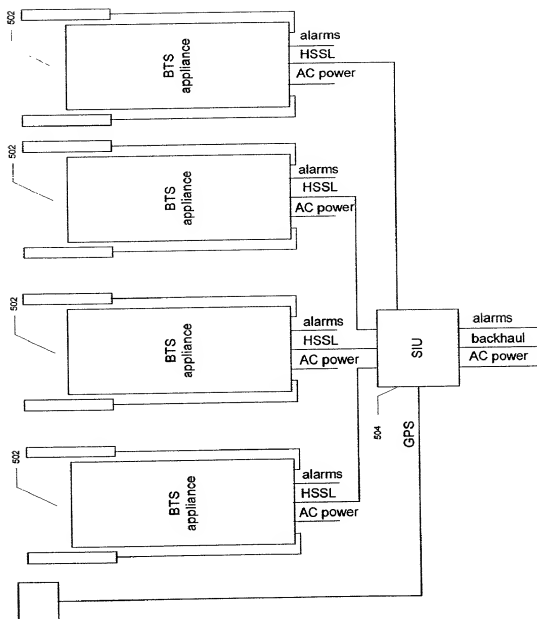 502
BTS
appliance
alarms
HSSL
AC power
502
BTS
appliance
alarms
HSSL
AC power
502
BTS
appliance
alarms
HSSL
AC power
SIU
504
alarms
backhaul
AC power
GPS
502
BTS
appliance
alarms
HSSL
AC power